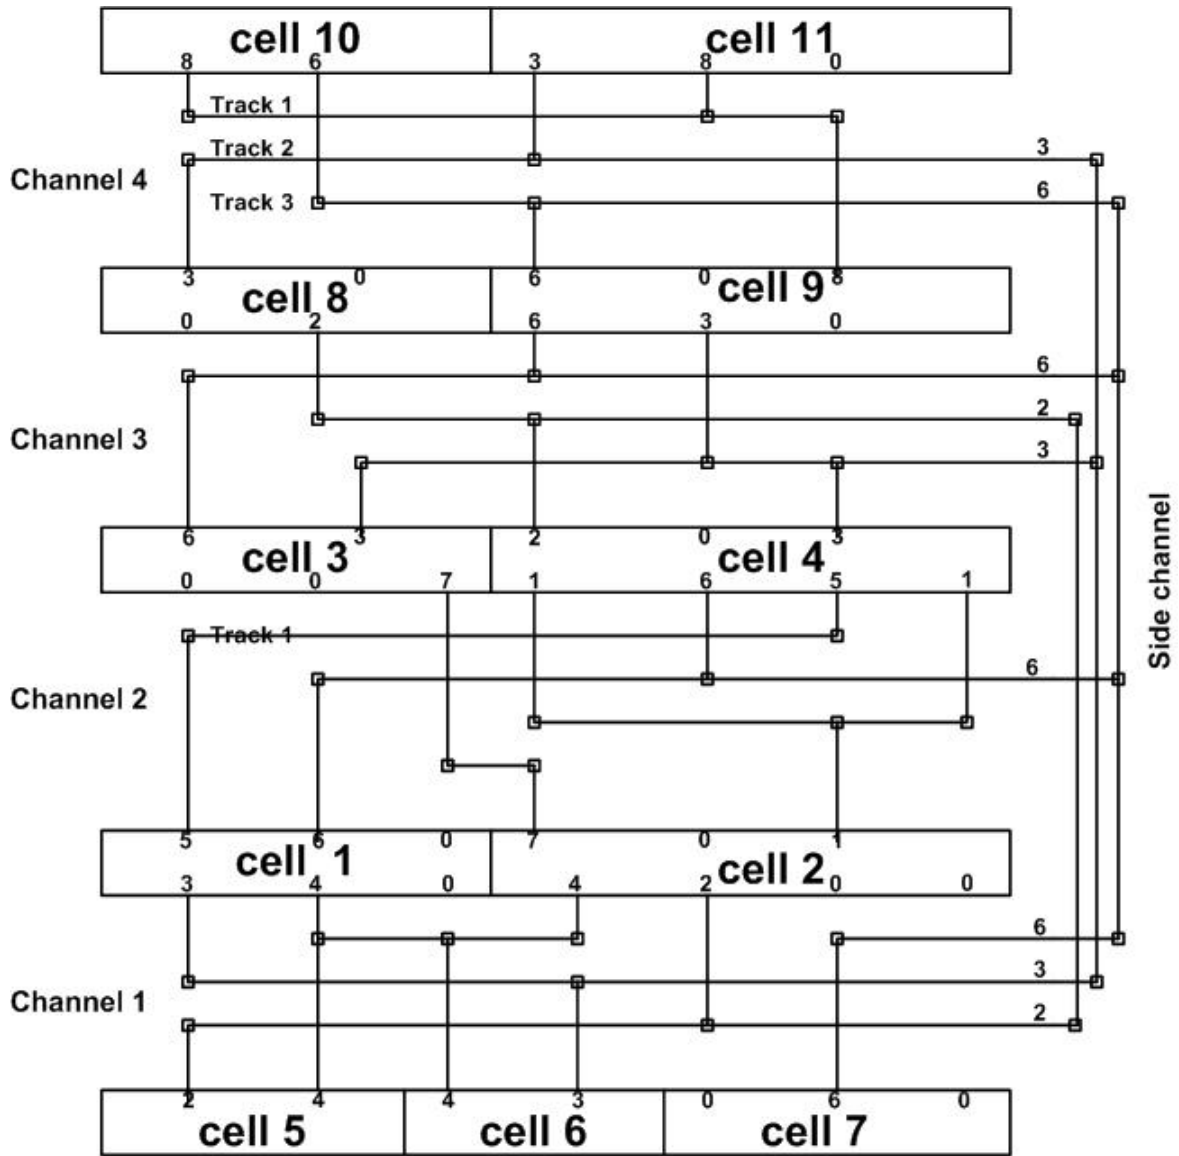 cell 10 cell 11
8 6 3 8 0
Track 1
Track 2 3
Channel 4
Track 3 6
3 0 6 0 8
cell 8 cell 9
0 2 6 3 0
6
2
Channel 3
3
6 3 2 0 3
cell 3 cell 4
0 0 7 1 6 5 1
Side channel
Track 1
6
Channel 2
5 6 0 7 0 1
cell 1 cell 2
3 4 0 4 2 0 0
6
3
Channel 1
2
2 4 4 3 0 6 0
cell 5 cell 6 cell 7